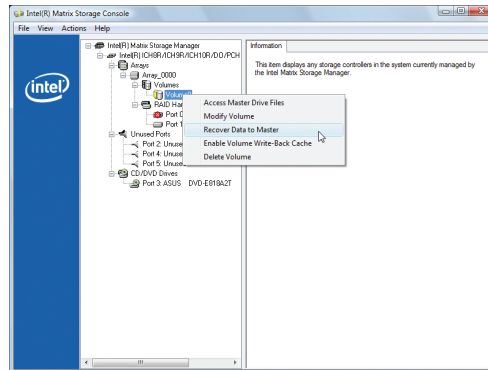 Intel(R) Matrix Storage Console
File View Actions Help
Intel(R) Matrix Storage Manager
Intel(R) ICH8R/ICH9R/ICH10R/DO/PCH
Arrays
Array_0000
Volumes
RAID Har
Port 
Port 1
Unused Ports
Port 2: Unuse
Port 4: Unuse
Port 5: Unuse
CD/DVD Drives
Port 3: ASUS DVD-E818A2T
Access Master Drive Files
Modify Volume
Recover Data to Master
Enable Volume Write-Back Cache
Delete Volume
Information
This item displays any storage controllers in the system currently managed by
the Intel Matrix Storage Manager.
intel